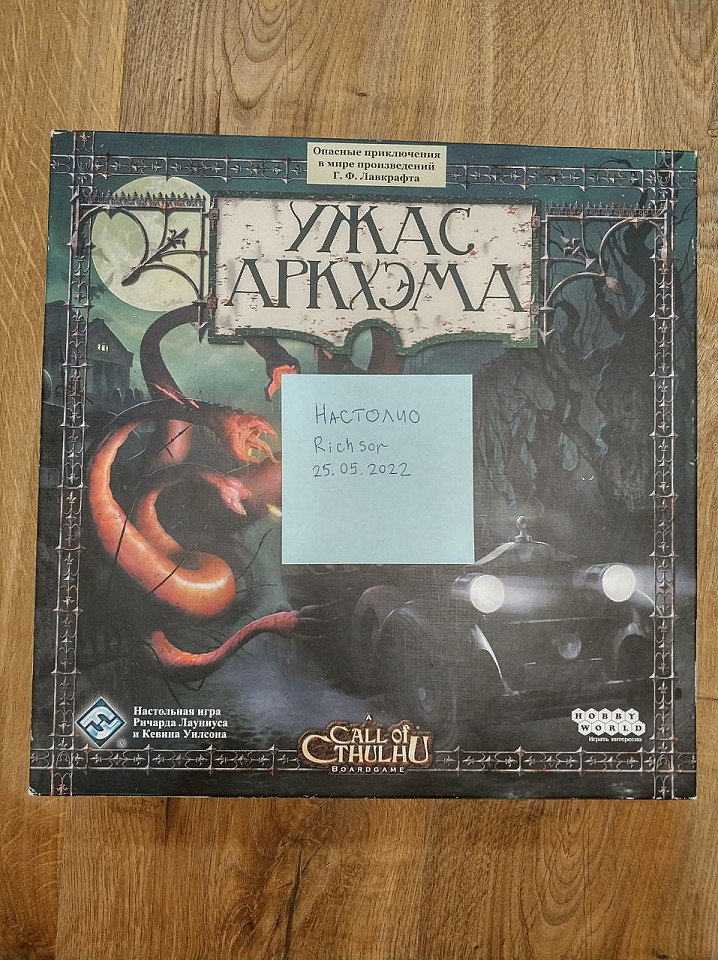 Опасные приключения
в мире произведений
Г. Ф. Лавкрафта
УЖАС
АРКХЭМА
НАСТОЛИО
Richsor
25.05.2022
Настольная игра
Ричарда Лауниуса
и Кевина Уилсона
®
A
CALL of
CTHULHU
BOARDGAME
HOBBY
WORLD
Играть интересно